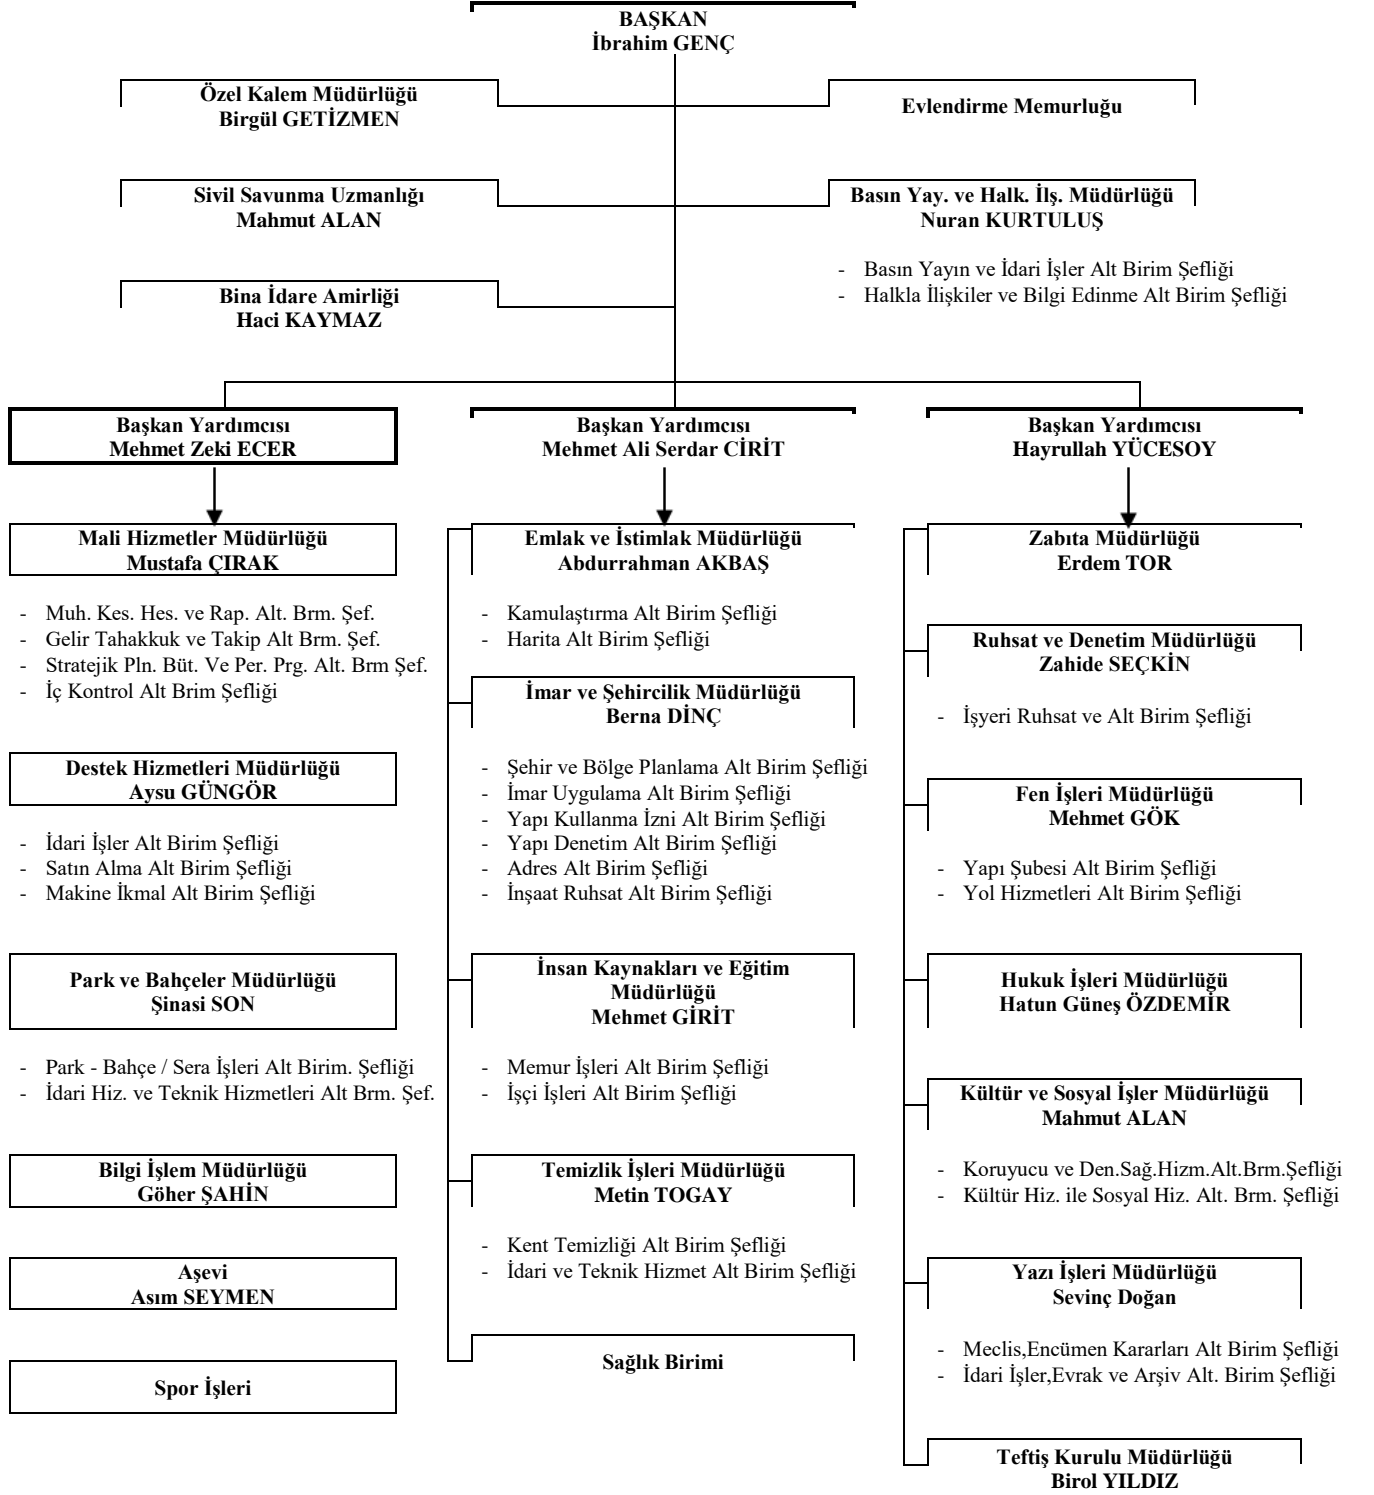 BAŞKAN
İbrahim GENÇ
Özel Kalem Müdürlüğü
Birgül GETİZMEN
Evlendirme Memurluğu
Sivil Savunma Uzmanlığı
Mahmut ALAN
Basın Yay. ve Halk. İlş. Müdürlüğü
Nuran KURTULUŞ
- Basın Yayın ve İdari İşler Alt Birim Şefliği
- Halkla İlişkiler ve Bilgi Edinme Alt Birim Şefliği
Bina İdare Amirliği
Haci KAYMAZ
Başkan Yardımcısı
Mehmet Zeki ECER
Mali Hizmetler Müdürlüğü
Mustafa ÇIRAK
- Muh. Kes. Hes. ve Rap. Alt. Brm. Şef.
- Gelir Tahakkuk ve Takip Alt Brm. Şef.
- Stratejik Pln. Büt. Ve Per. Prg. Alt. Brm Şef.
- İç Kontrol Alt Brim Şefliği
Destek Hizmetleri Müdürlüğü
Aysu GÜNGÖR
- İdari İşler Alt Birim Şefliği
- Satın Alma Alt Birim Şefliği
- Makine İkmal Alt Birim Şefliği
Park ve Bahçeler Müdürlüğü
Şinasi SON
- Park - Bahçe / Sera İşleri Alt Birim. Şefliği
- İdari Hiz. ve Teknik Hizmetleri Alt Brm. Şef.
Bilgi İşlem Müdürlüğü
Göher ŞAHİN
Aşevi
Asım SEYMEN
Spor İşleri
Başkan Yardımcısı
Mehmet Ali Serdar CİRİT
Emlak ve İstimlak Müdürlüğü
Abdurrahman AKBAŞ
- Kamulaştırma Alt Birim Şefliği
- Harita Alt Birim Şefliği
İmar ve Şehircilik Müdürlüğü
Berna DİNÇ
- Şehir ve Bölge Planlama Alt Birim Şefliği
- İmar Uygulama Alt Birim Şefliği
- Yapı Kullanma İzni Alt Birim Şefliği
- Yapı Denetim Alt Birim Şefliği
- Adres Alt Birim Şefliği
- İnşaat Ruhsat Alt Birim Şefliği
İnsan Kaynakları ve Eğitim
Müdürlüğü
Mehmet GİRİT
- Memur İşleri Alt Birim Şefliği
- İşçi İşleri Alt Birim Şefliği
Temizlik İşleri Müdürlüğü
Metin TOGAY
- Kent Temizliği Alt Birim Şefliği
- İdari ve Teknik Hizmet Alt Birim Şefliği
Sağlık Birimi
Başkan Yardımcısı
Hayrullah YÜCESOY
Zabıta Müdürlüğü
Erdem TOR
Ruhsat ve Denetim Müdürlüğü
Zahide SEÇKİN
- İşyeri Ruhsat ve Alt Birim Şefliği
Fen İşleri Müdürlüğü
Mehmet GÖK
- Yapı Şubesi Alt Birim Şefliği
- Yol Hizmetleri Alt Birim Şefliği
Hukuk İşleri Müdürlüğü
Hatun Güneş ÖZDEMİR
Kültür ve Sosyal İşler Müdürlüğü
Mahmut ALAN
- Koruyucu ve Den.Sağ.Hizm.Alt.Brm.Şefliği
- Kültür Hiz. ile Sosyal Hiz. Alt. Brm. Şefliği
Yazı İşleri Müdürlüğü
Sevinç Doğan
- Meclis,Encümen Kararları Alt Birim Şefliği
- İdari İşler,Evrak ve Arşiv Alt. Birim Şefliği
Teftiş Kurulu Müdürlüğü
Birol YILDIZ